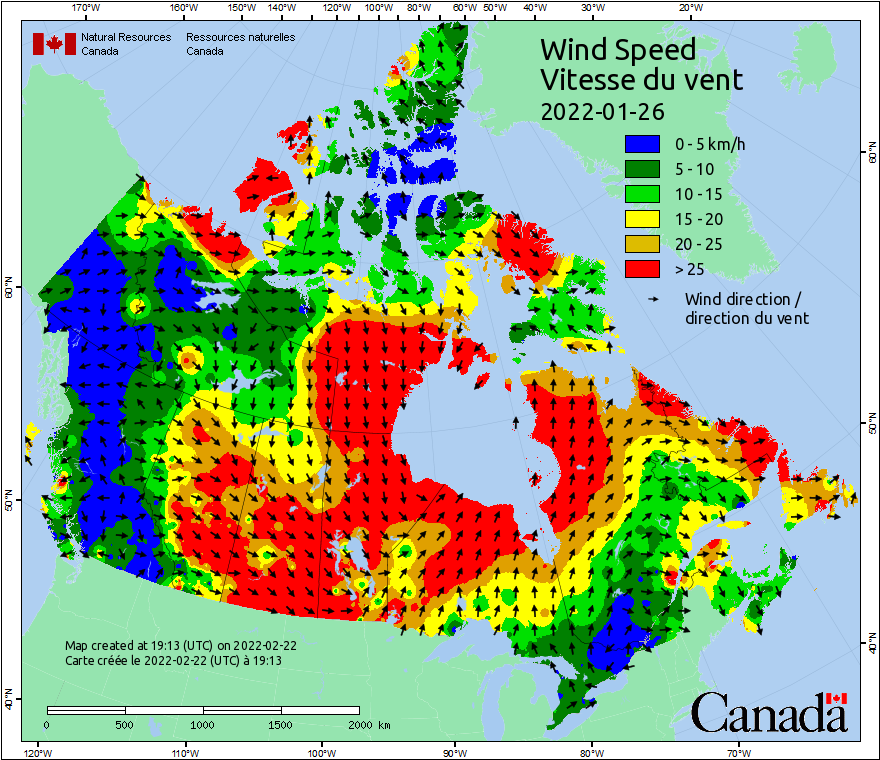 170°W 160°W 150°W 140°W 120°W 100°W 80°W 60°W 50°W 40°W 30°W 20°W
Natural Resources Ressources naturelles
Canada Canada
Wind Speed
Vitesse du vent
2022-01-26
0 - 5 km/h
5 - 10
10 - 15
15 - 20
20 - 25
> 25
Wind direction /
direction du vent
60°N
60°N
50°N
50°N
40°N
40°N
Map created at 19:13 (UTC) on 2022-02-22
Carte créée le 2022-02-22 (UTC) à 19:13
0 500 1000 1500 2000 km
Canada
120°W 110°W 100°W 90°W 80°W 70°W